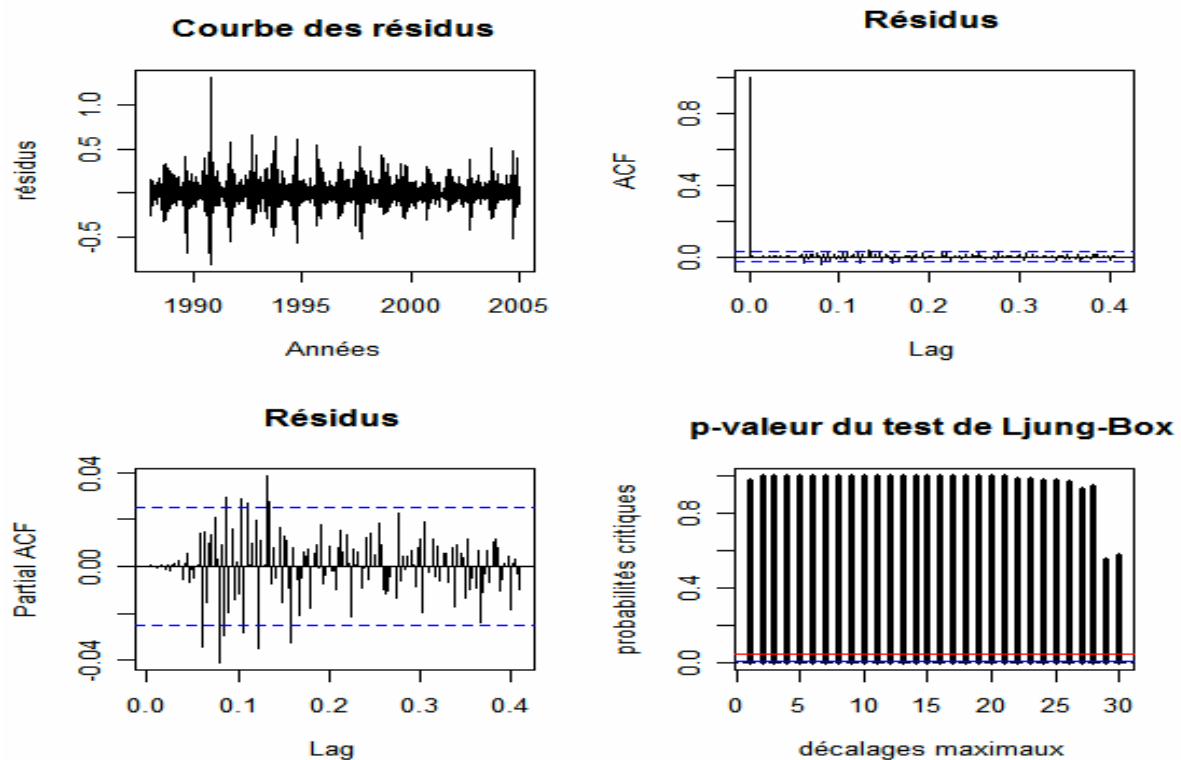 Courbe des résidus
résidus
1.0
0.5
-0.5
1990 1995 2000 2005
Années
Résidus
ACF
0.8
0.4
0.0
0.0 0.1 0.2 0.3 0.4
Lag
Résidus
Partial ACF
0.04
0.00
-0.04
0.0 0.1 0.2 0.3 0.4
Lag
p-valeur du test de Ljung-Box
probabilités critiques
0.8
0.4
0.0
0 5 10 15 20 25 30
décalages maximaux